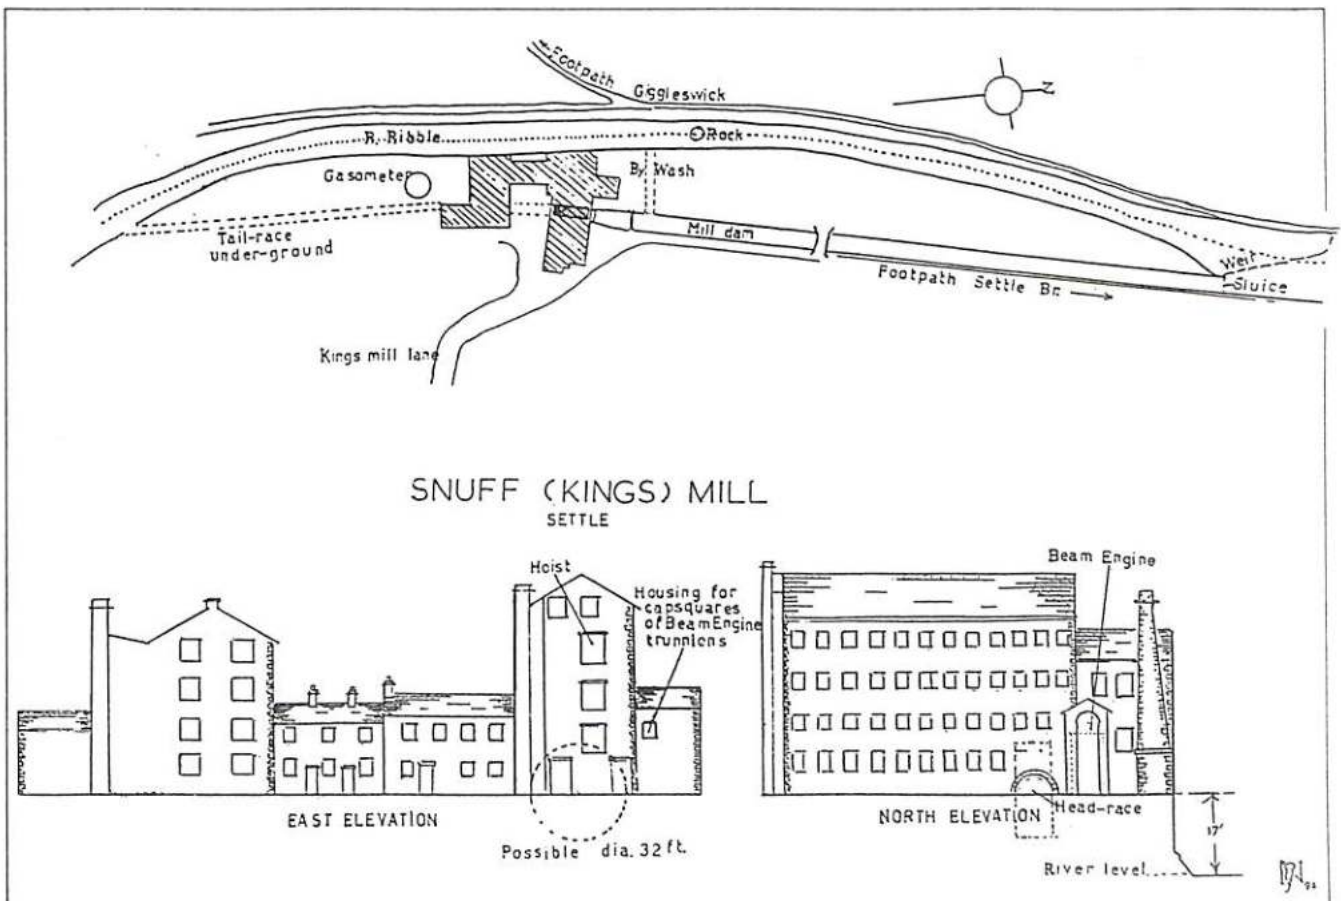 Footpath
Giggleswick
Z
R. Ribble
Rock
Gasometer
By Wash
Tail-race
under-ground
Mill dam
Weir
Sluice
Footpath Settle Br.
Kings mill lane
SNUFF (KINGS) MILL
SETTLE
Hoist
Housing for
capsquares
of Beam Engine
trunnions
Beam Engine
EAST ELEVATION
Possible dia. 32 ft.
NORTH ELEVATION
Head-race
17'
River level